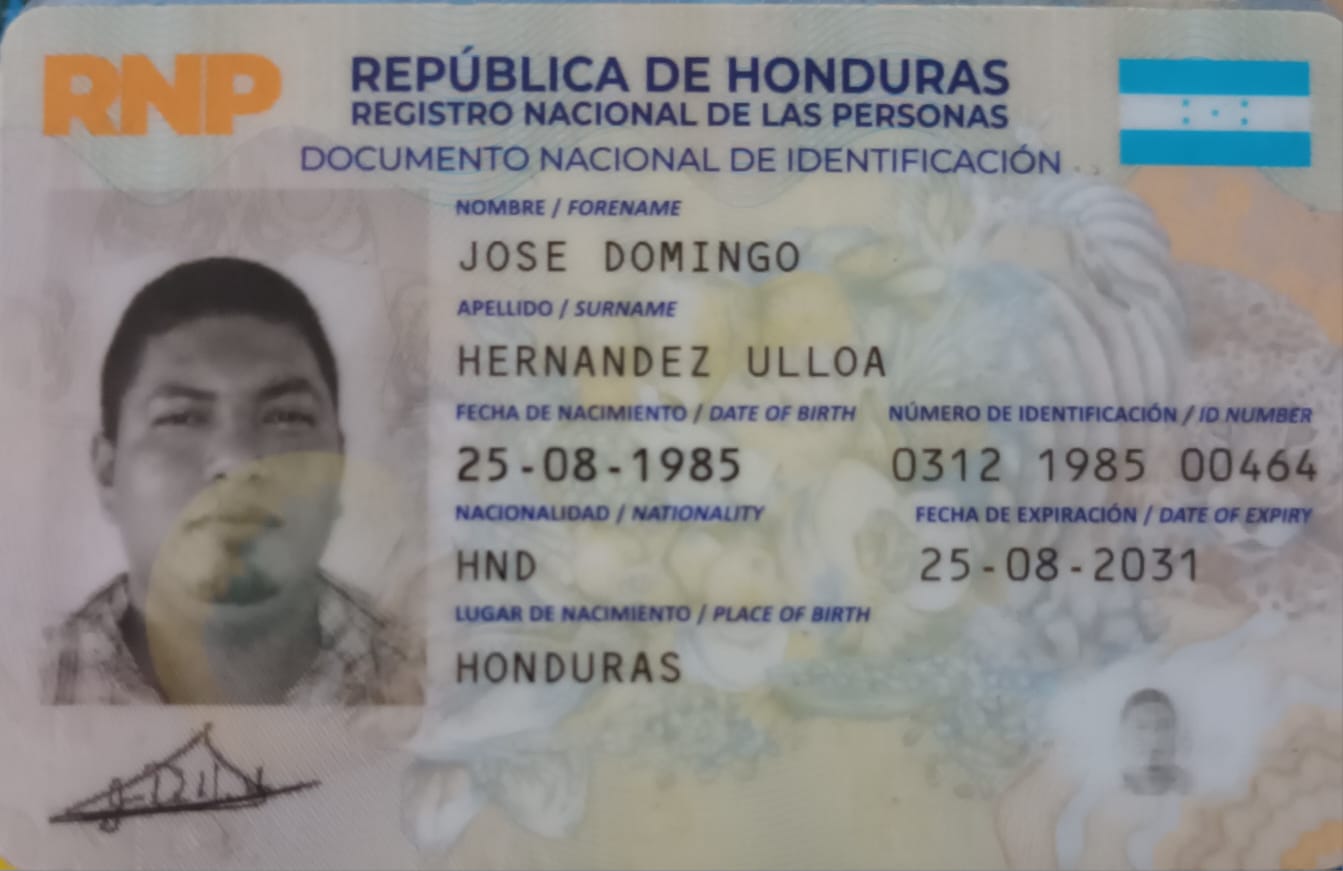 RNP
REPÚBLICA DE HONDURAS
REGISTRO NACIONAL DE LAS PERSONAS
DOCUMENTO NACIONAL DE IDENTIFICACIÓN
NOMBRE / FORENAME
JOSE DOMINGO
APELLIDO / SURNAME
HERNANDEZ ULLOA
FECHA DE NACIMIENTO / DATE OF BIRTH NÚMERO DE IDENTIFICACIÓN / ID NUMBER
25-08-1985 0312 1985 00464
NACIONALIDAD / NATIONALITY FECHA DE EXPIRACIÓN / DATE OF EXPIRY
HND 25-08-2031
LUGAR DE NACIMIENTO / PLACE OF BIRTH
HONDURAS